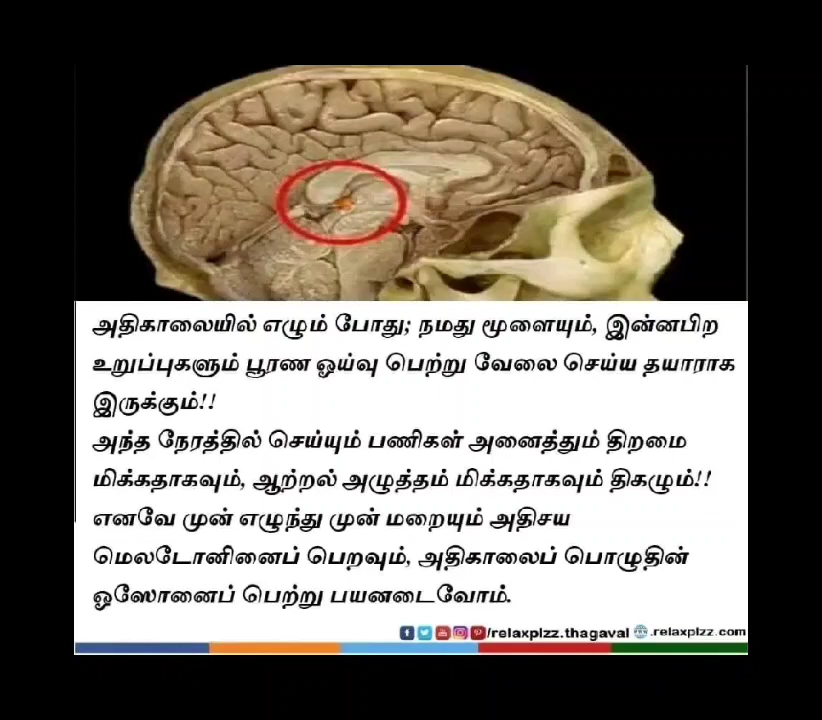 அதிகாலையில் எழும் போது; நமது மூளையும், இன்னபிற
உறுப்புகளும் பூரண ஓய்வு பெற்று வேலை செய்ய தயாராக
இருக்கும்!!
அந்த நேரத்தில் செய்யும் பணிகள் அனைத்தும் திறமை
மிக்கதாகவும், ஆற்றல் அழுத்தம் மிக்கதாகவும் திகழும்!!
எனவே முன் எழுந்து முன் மறையும் அதிசய
மெலடோனினைப் பெறவும், அதிகாலைப் பொழுதின்
ஓஸோனைப் பெற்று பயனடைவோம்.
/relaxplzz.thagaval .relaxplzz.com